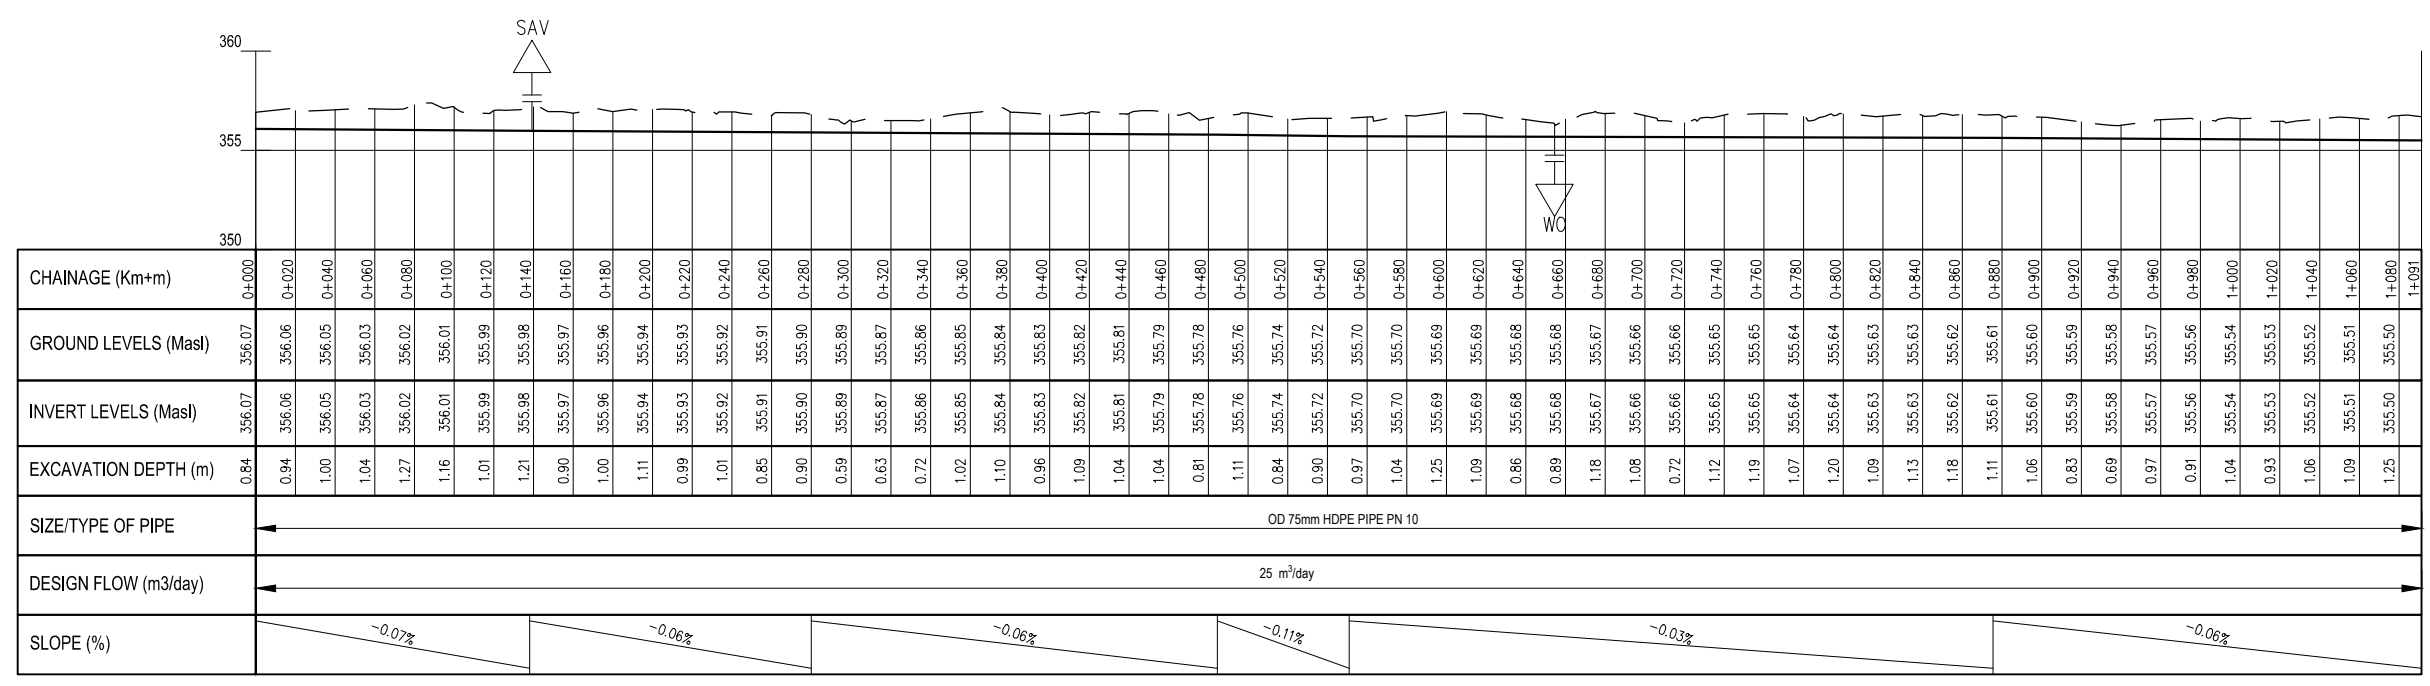 SAV
360
355
350
WO
CHAINAGE (Km+m) 0+000 0+020 0+040 0+060 0+080 0+100 0+120 0+140 0+160 0+180 0+200 0+220 0+240 0+260 0+280 0+300 0+320 0+340 0+360 0+380 0+400 0+420 0+440 0+460 0+480 0+500 0+520 0+540 0+560 0+580 0+600 0+620 0+640 0+660 0+680 0+700 0+720 0+740 0+760 0+780 0+800 0+820 0+840 0+860 0+880 0+900 0+920 0+940 0+960 0+980 1+000 1+020 1+040 1+060 1+080 1+091
GROUND LEVELS (Masl) 356.07 356.06 356.05 356.03 356.02 356.01 355.99 355.98 355.97 355.96 355.94 355.93 355.92 355.91 355.90 355.89 355.87 355.86 355.85 355.84 355.83 355.82 355.81 355.79 355.78 355.76 355.74 355.72 355.70 355.70 355.69 355.69 355.68 355.68 355.67 355.66 355.66 355.65 355.65 355.64 355.64 355.63 355.63 355.62 355.61 355.60 355.59 355.58 355.57 355.56 355.54 355.53 355.52 355.51 355.50
INVERT LEVELS (Masl) 356.07 356.06 356.05 356.03 356.02 356.01 355.99 355.98 355.97 355.96 355.94 355.93 355.92 355.91 355.90 355.89 355.87 355.86 355.85 355.84 355.83 355.82 355.81 355.79 355.78 355.76 355.74 355.72 355.70 355.70 355.69 355.69 355.68 355.68 355.67 355.66 355.66 355.65 355.65 355.64 355.64 355.63 355.63 355.62 355.61 355.60 355.59 355.58 355.57 355.56 355.54 355.53 355.52 355.51 355.50
EXCAVATION DEPTH (m) 0.84 0.94 1.00 1.04 1.27 1.16 1.01 1.21 0.90 1.00 1.11 0.99 1.01 0.85 0.90 0.59 0.63 0.72 1.02 1.10 0.96 1.09 1.04 1.04 0.81 1.11 0.84 0.90 0.97 1.04 1.25 1.09 0.86 0.89 1.18 1.08 0.72 1.12 1.19 1.07 1.20 1.09 1.13 1.18 1.11 1.06 0.83 0.69 0.97 0.91 1.04 0.93 1.06 1.09 1.25
SIZE/TYPE OF PIPE OD 75mm HDPE PIPE PN 10
DESIGN FLOW (m3/day) 25 m³/day
SLOPE (%) -0.07% -0.06% -0.06% -0.11% -0.03% -0.06%